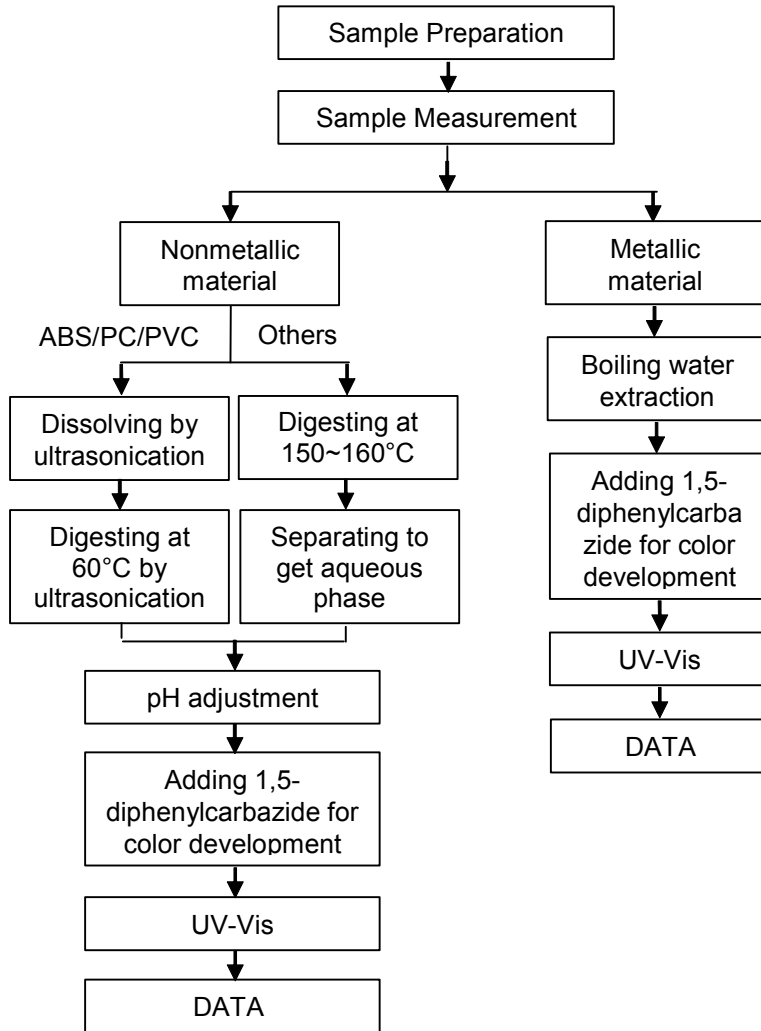 Sample Preparation
Sample Measurement
Nonmetallic
material
Metallic
material
ABS/PC/PVC
Others
Boiling water
extraction
Dissolving by
ultrasonication
Digesting at
150~160°C
Adding 1,5-
diphenylcarba
zide for color
development
Digesting at
60°C by
ultrasonication
Separating to
get aqueous
phase
UV-Vis
pH adjustment
DATA
Adding 1,5-
diphenylcarbazide for
color development
UV-Vis
DATA